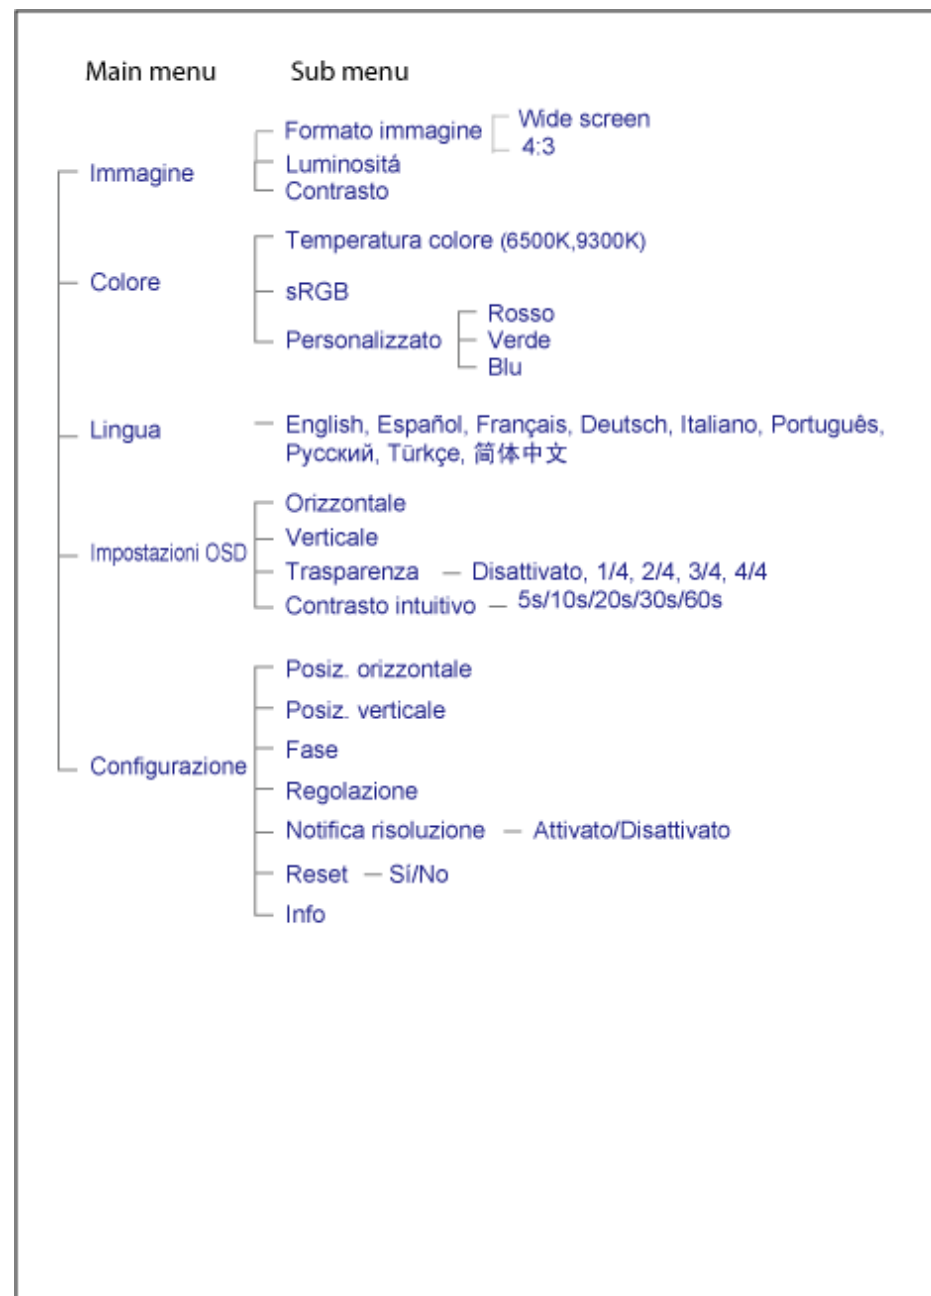 Main menu Sub menu
Formato immagine Wide screen
4:3
Immagine Luminositá
Contrasto
Temperatura colore (6500K,9300K)
Colore sRGB
Personalizzato Rosso
Verde
Blu
Lingua English, Español, Français, Deutsch, Italiano, Português,
Русский, Türkçe, 简体中文
Orizzontale
Verticale
Impostazioni OSD Trasparenza Disattivato, 1/4, 2/4, 3/4, 4/4
Contrasto intuitivo 5s/10s/20s/30s/60s
Posiz. orizzontale
Posiz. verticale
Fase
Configurazione Regolazione
Notifica risoluzione Attivato/Disattivato
Reset Sí/No
Info